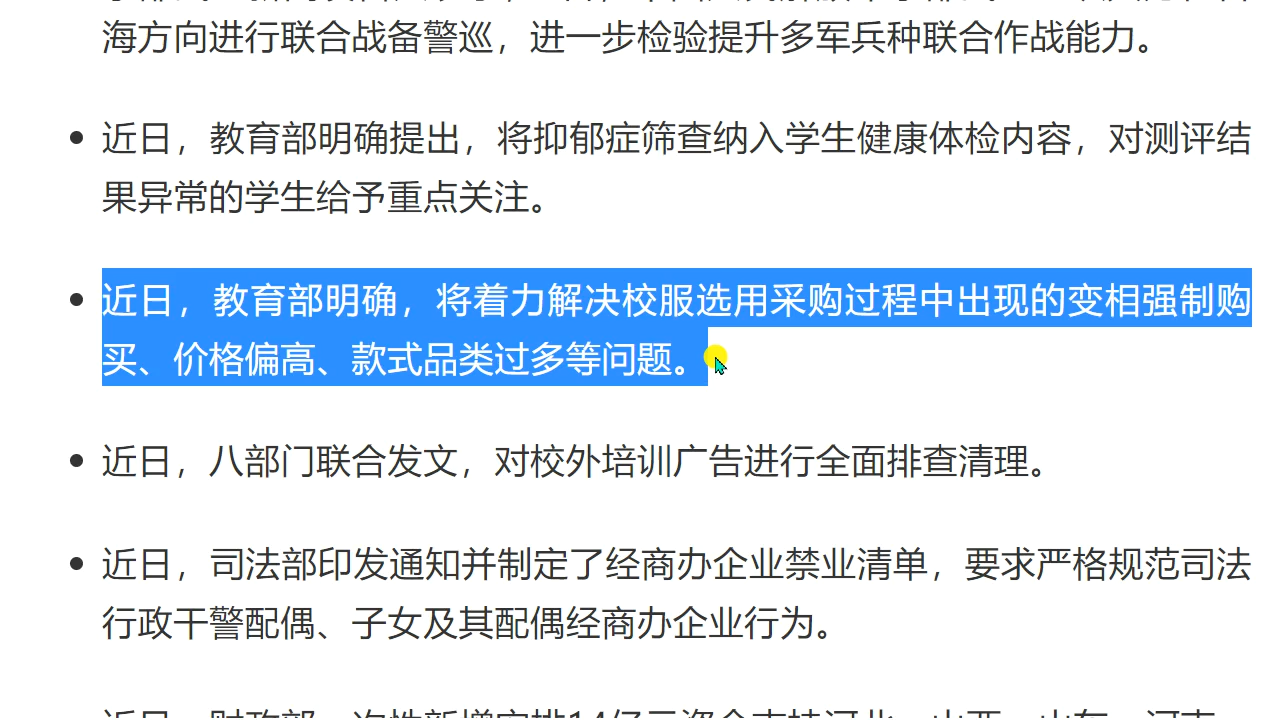 海方向进行联合战备警巡，进一步检验提升多军兵种联合作战能力。
近日，教育部明确提出，将抑郁症筛查纳入学生健康体检内容，对测评结
果异常的学生给予重点关注。
近日，教育部明确，将着力解决校服选用采购过程中出现的变相强制购
买、价格偏高、款式品类过多等问题。
近日，八部门联合发文，对校外培训广告进行全面排查清理。
近日，司法部印发通知并制定了经商办企业禁业清单，要求严格规范司法
行政干警配偶、子女及其配偶经商办企业行为。